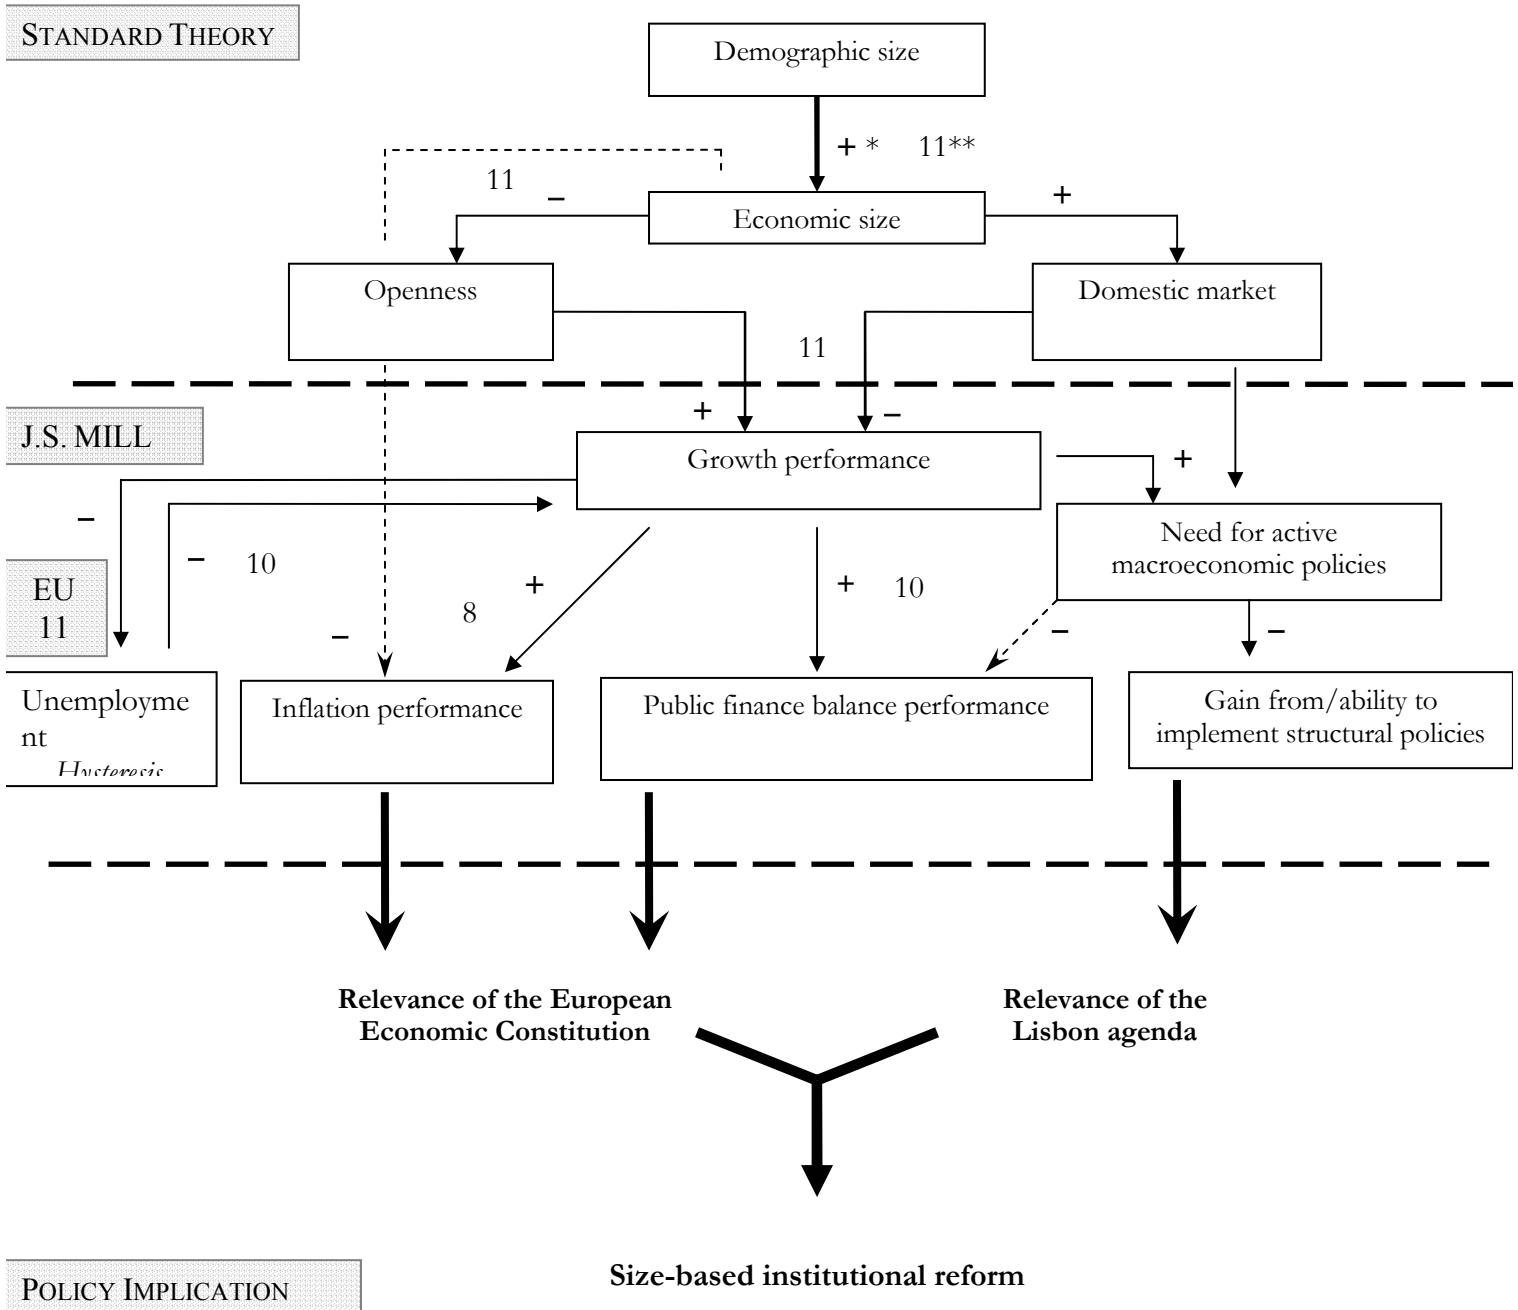 STANDARD THEORY
Demographic size
+ * 11**
11
−
+
Economic size
Openness
Domestic market
11
+
−
J.S. MILL
Growth performance
+
−
Need for active
macroeconomic policies
− 10
+
+ 10
EU
11
8
−
−
−
Unemployme
nt
Hysteresis
Inflation performance
Public finance balance performance
Gain from/ability to
implement structural policies
Relevance of the European
Economic Constitution
Relevance of the
Lisbon agenda
Size-based institutional reform
POLICY IMPLICATION